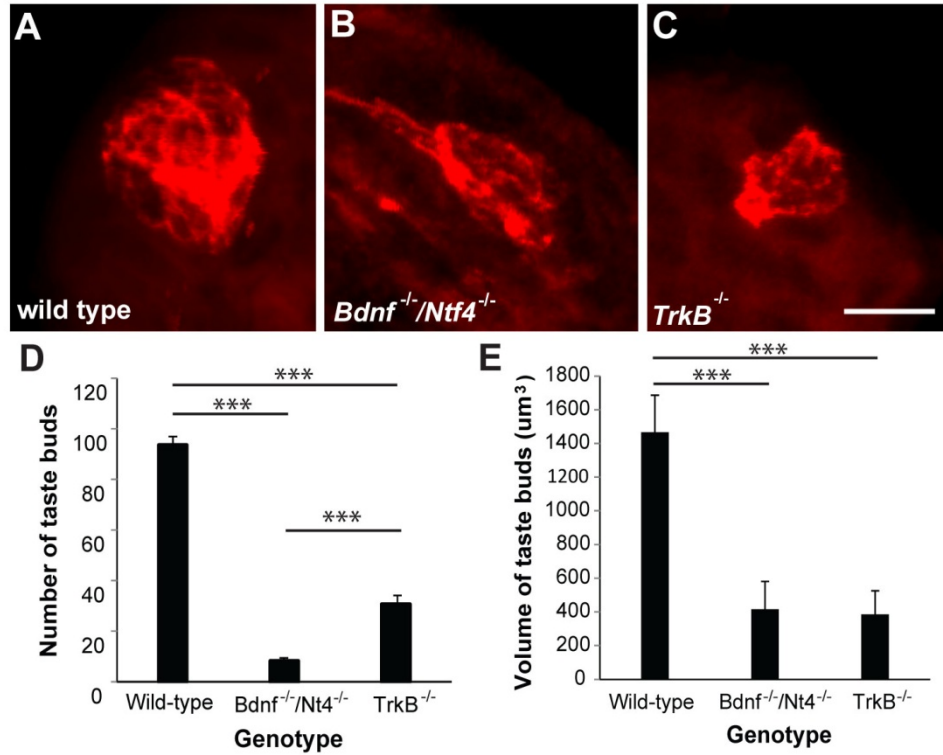 A
B
C
wild type
Bdnf -/-/Ntf4-/-
TrkB-/-
D
***
***
***
Number of taste buds
120
100
80
60
40
20
0
Wild-type
Bdnf-/-/Nt4-/-
TrkB-/-
Genotype
E
***
***
Volume of taste buds (um³)
1800
1600
1400
1200
1000
800
600
400
200
0
Wild-type
Bdnf-/-/Nt4-/-
TrkB-/-
Genotype